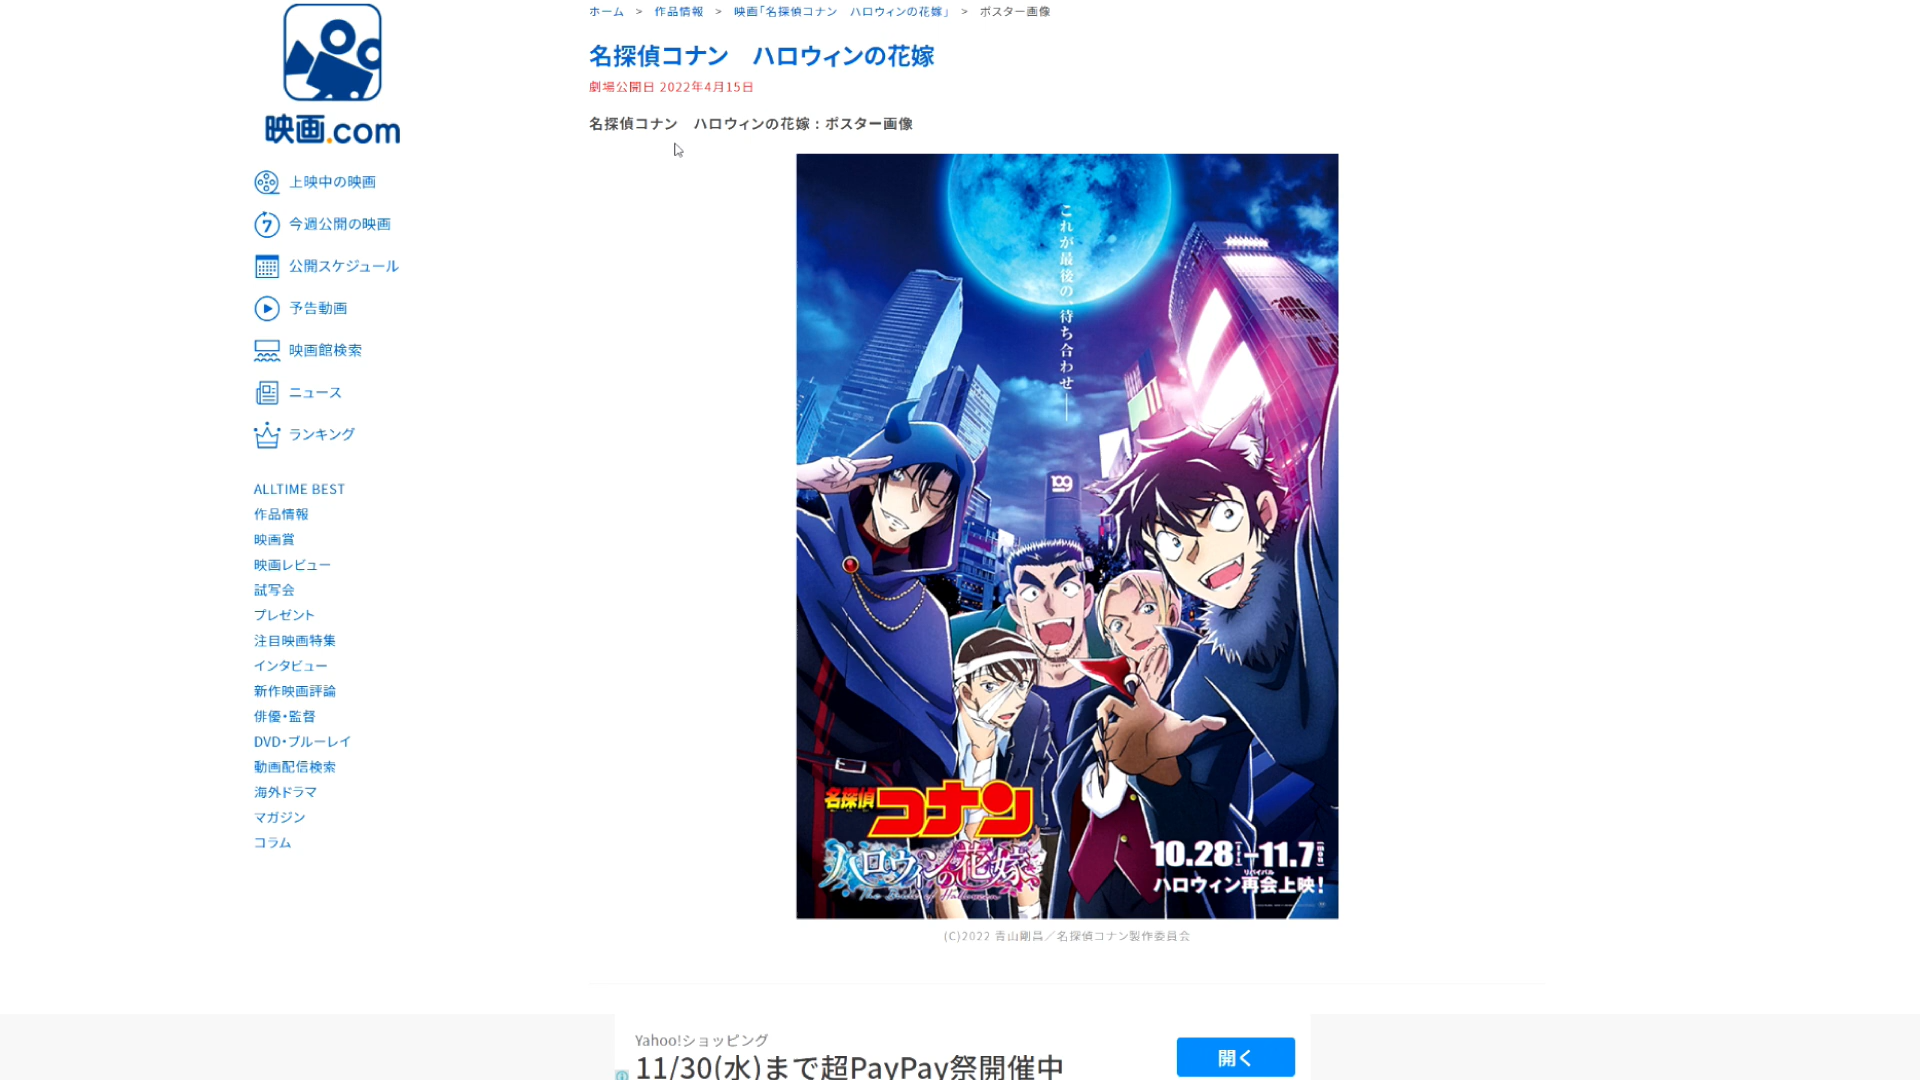 映画.com
上映中の映画
今週公開の映画
公開スケジュール
予告動画
映画館検索
ニュース
ランキング
ALLTIME BEST
作品情報
映画賞
映画レビュー
試写会
プレゼント
注目映画特集
インタビュー
新作映画評論
俳優・監督
DVD・ブルーレイ
動画配信検索
海外ドラマ
マガジン
コラム
ホーム > 作品情報 > 映画「名探偵コナン ハロウィンの花嫁」 > ポスター画像
名探偵コナン ハロウィンの花嫁
劇場公開日 2022年4月15日
名探偵コナン ハロウィンの花嫁 : ポスター画像
これが最後の、待ち合わせ──
109
名探偵
コナン
ハロウィンの花嫁
The Bride of Halloween
10.28[fri]-11.7[mon]
ハロウィン再会上映!
リバイバル
(C)2022 青山剛昌／名探偵コナン製作委員会
Yahoo!ショッピング
11/30(水)まで超PayPay祭開催中
開く